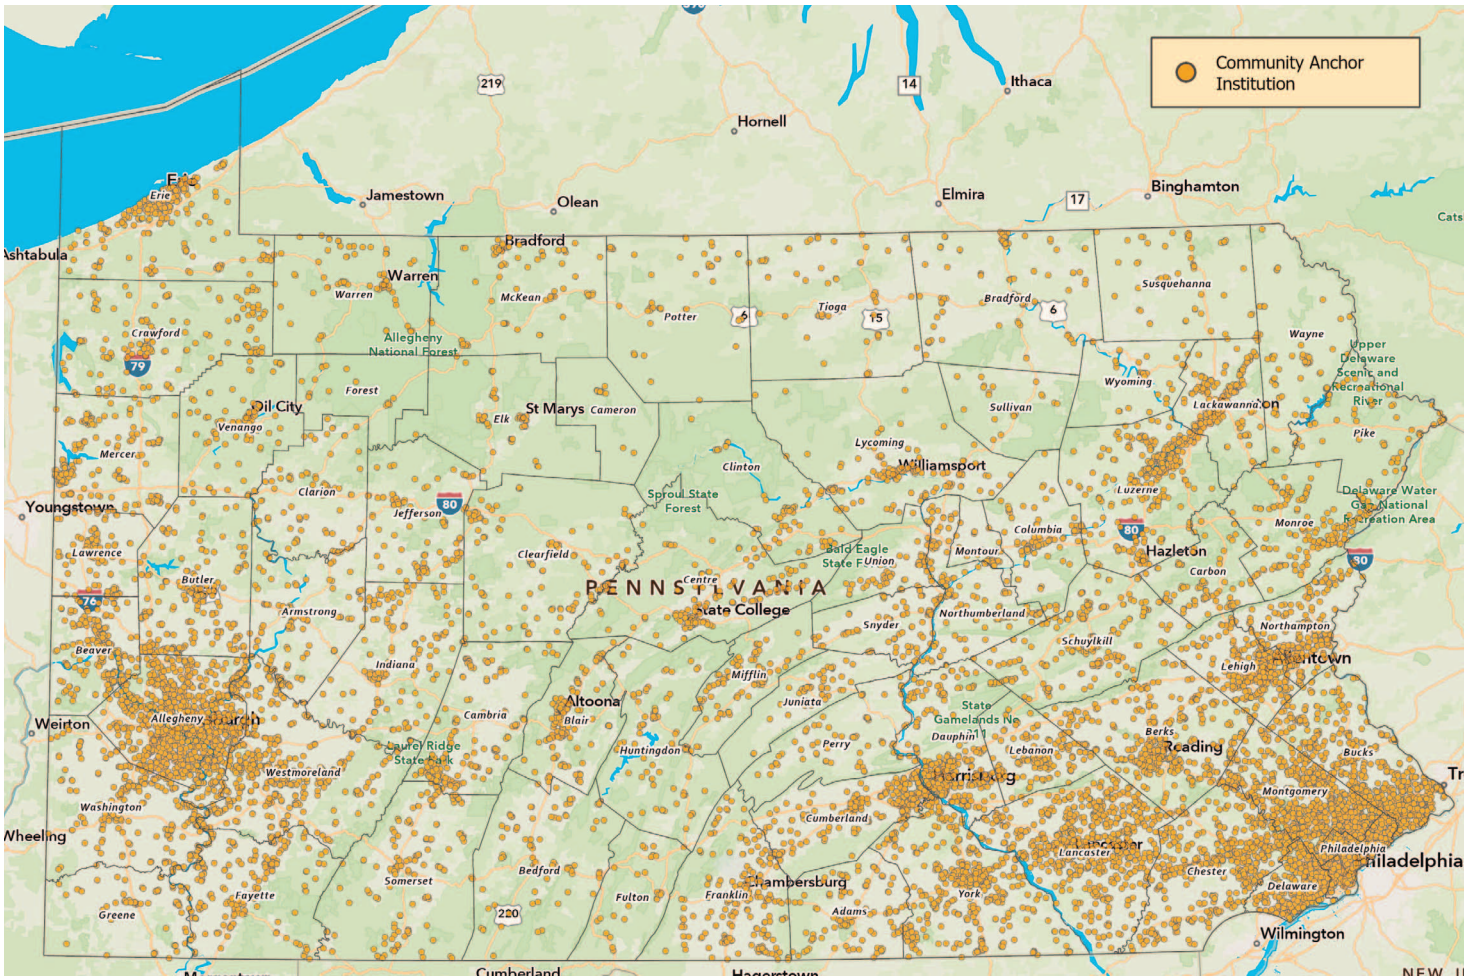 Community Anchor
Institution
219
14
Ithaca
Hornell
Erie
Jamestown
Olean
Elmira
17
Binghamton
Ashtabula
Bradford
Warren
Warren
McKean
Potter
6
Tioga
15
Bradford
6
Susquehanna
Wayne
Crawford
79
Allegheny
National Forest
Upper
Delaware
Scenic and
Recreational
River
Forest
Oil City
Venango
Elk
St Marys
Cameron
Sullivan
Wyoming
Lackawanna
Pike
Mercer
Clarion
Clinton
Lycoming
Williamsport
Luzerne
Youngstown
Jefferson
80
Sproul State
Forest
Columbia
80
Monroe
Delaware Water
Gap National
Recreation Area
Lawrence
Clearfield
Bald Eagle
Union
Montour
Hazleton
80
Butler
Centre
Carbon
76
PENNSYLVANIA
Armstrong
State College
Northumberland
Snyder
Northampton
Beaver
Indiana
Mifflin
Schuylkill
Lehigh
Allentown
Weirton
Allegheny
Cambria
Altoona
Blair
Juniata
State
Gamelands No
211
Dauphin
Perry
Lebanon
Berks
Reading
Bucks
Laurel Ridge
State Park
Huntingdon
Westmoreland
Harrisburg
Montgomery
Washington
Cumberland
Wheeling
Lancaster
Philadelphia
Philadelphia
Chester
Delaware
Somerset
Bedford
Fulton
Franklin
Chambersburg
York
Adams
Fayette
Greene
220
Wilmington
Cumberland
Hagerstown